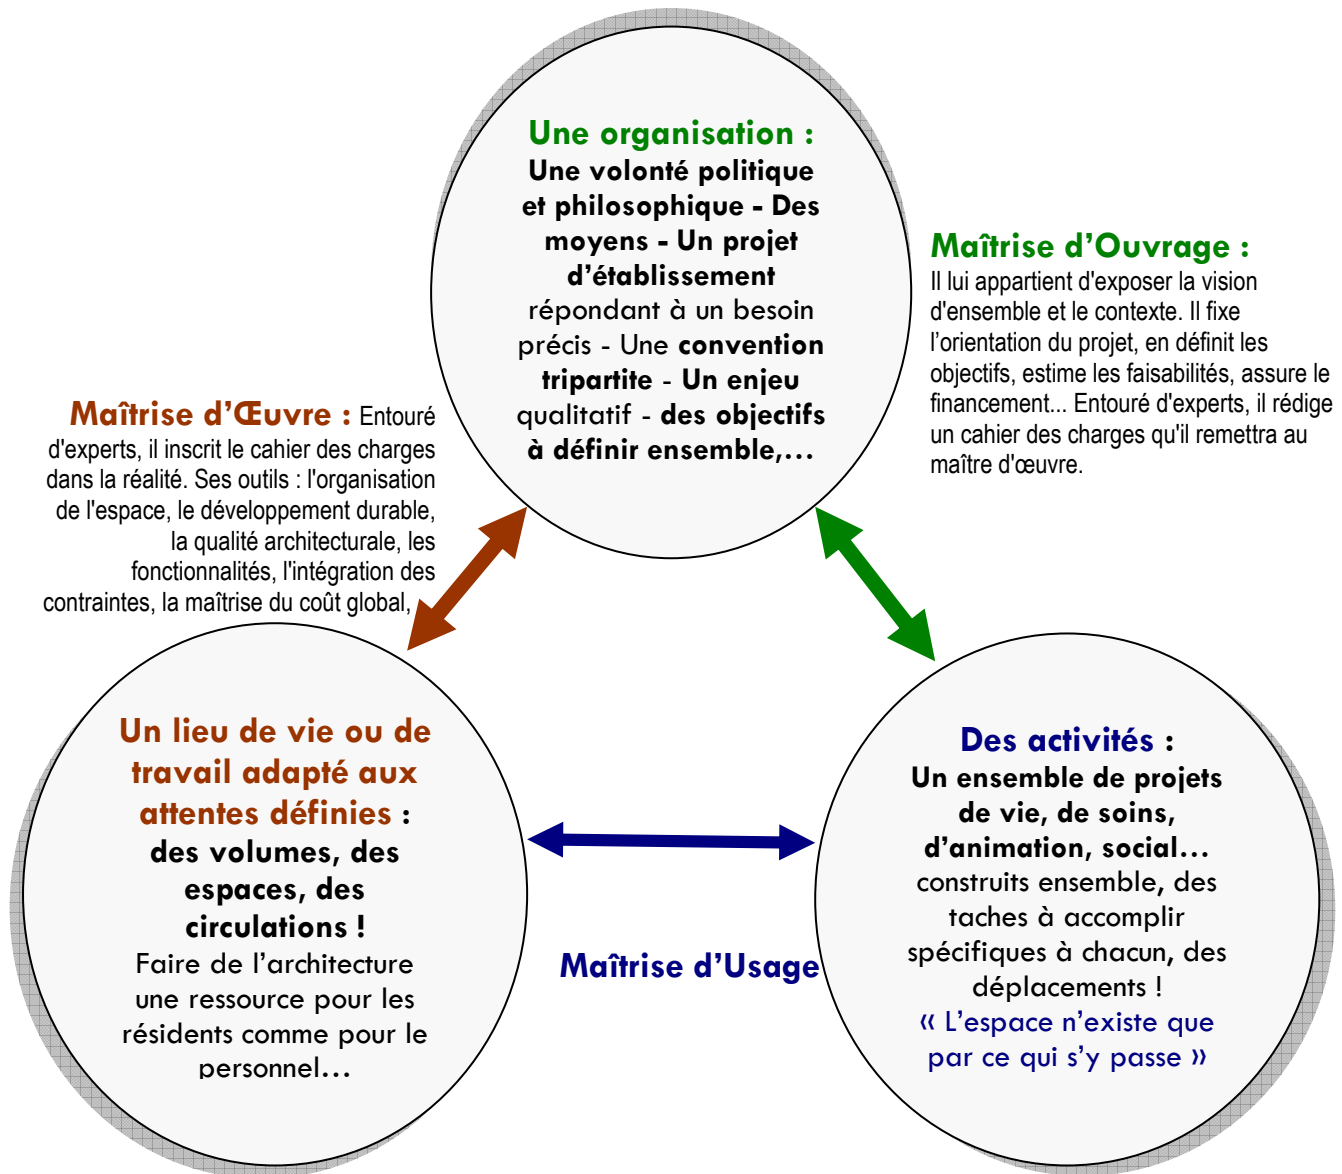 Une organisation :
Une volonté politique
et philosophique - Des
moyens - Un projet
d’établissement
répondant à un besoin
précis - Une convention
tripartite - Un enjeu
qualitatif - des objectifs
à définir ensemble,…
Maîtrise d’Ouvrage :
Il lui appartient d'exposer la vision
d'ensemble et le contexte. Il fixe
l’orientation du projet, en définit les
objectifs, estime les faisabilités, assure le
financement... Entouré d'experts, il rédige
un cahier des charges qu'il remettra au
maître d'œuvre.
Maîtrise d’Œuvre : Entouré
d'experts, il inscrit le cahier des charges
dans la réalité. Ses outils : l'organisation
de l'espace, le développement durable,
la qualité architecturale, les
fonctionnalités, l'intégration des
contraintes, la maîtrise du coût global,
Un lieu de vie ou de
travail adapté aux
attentes définies :
des volumes, des
espaces, des
circulations !
Faire de l’architecture
une ressource pour les
résidents comme pour le
personnel…
Maîtrise d’Usage
Des activités :
Un ensemble de projets
de vie, de soins,
d’animation, social…
construits ensemble, des
taches à accomplir
spécifiques à chacun, des
déplacements !
« L’espace n’existe que
par ce qui s’y passe »